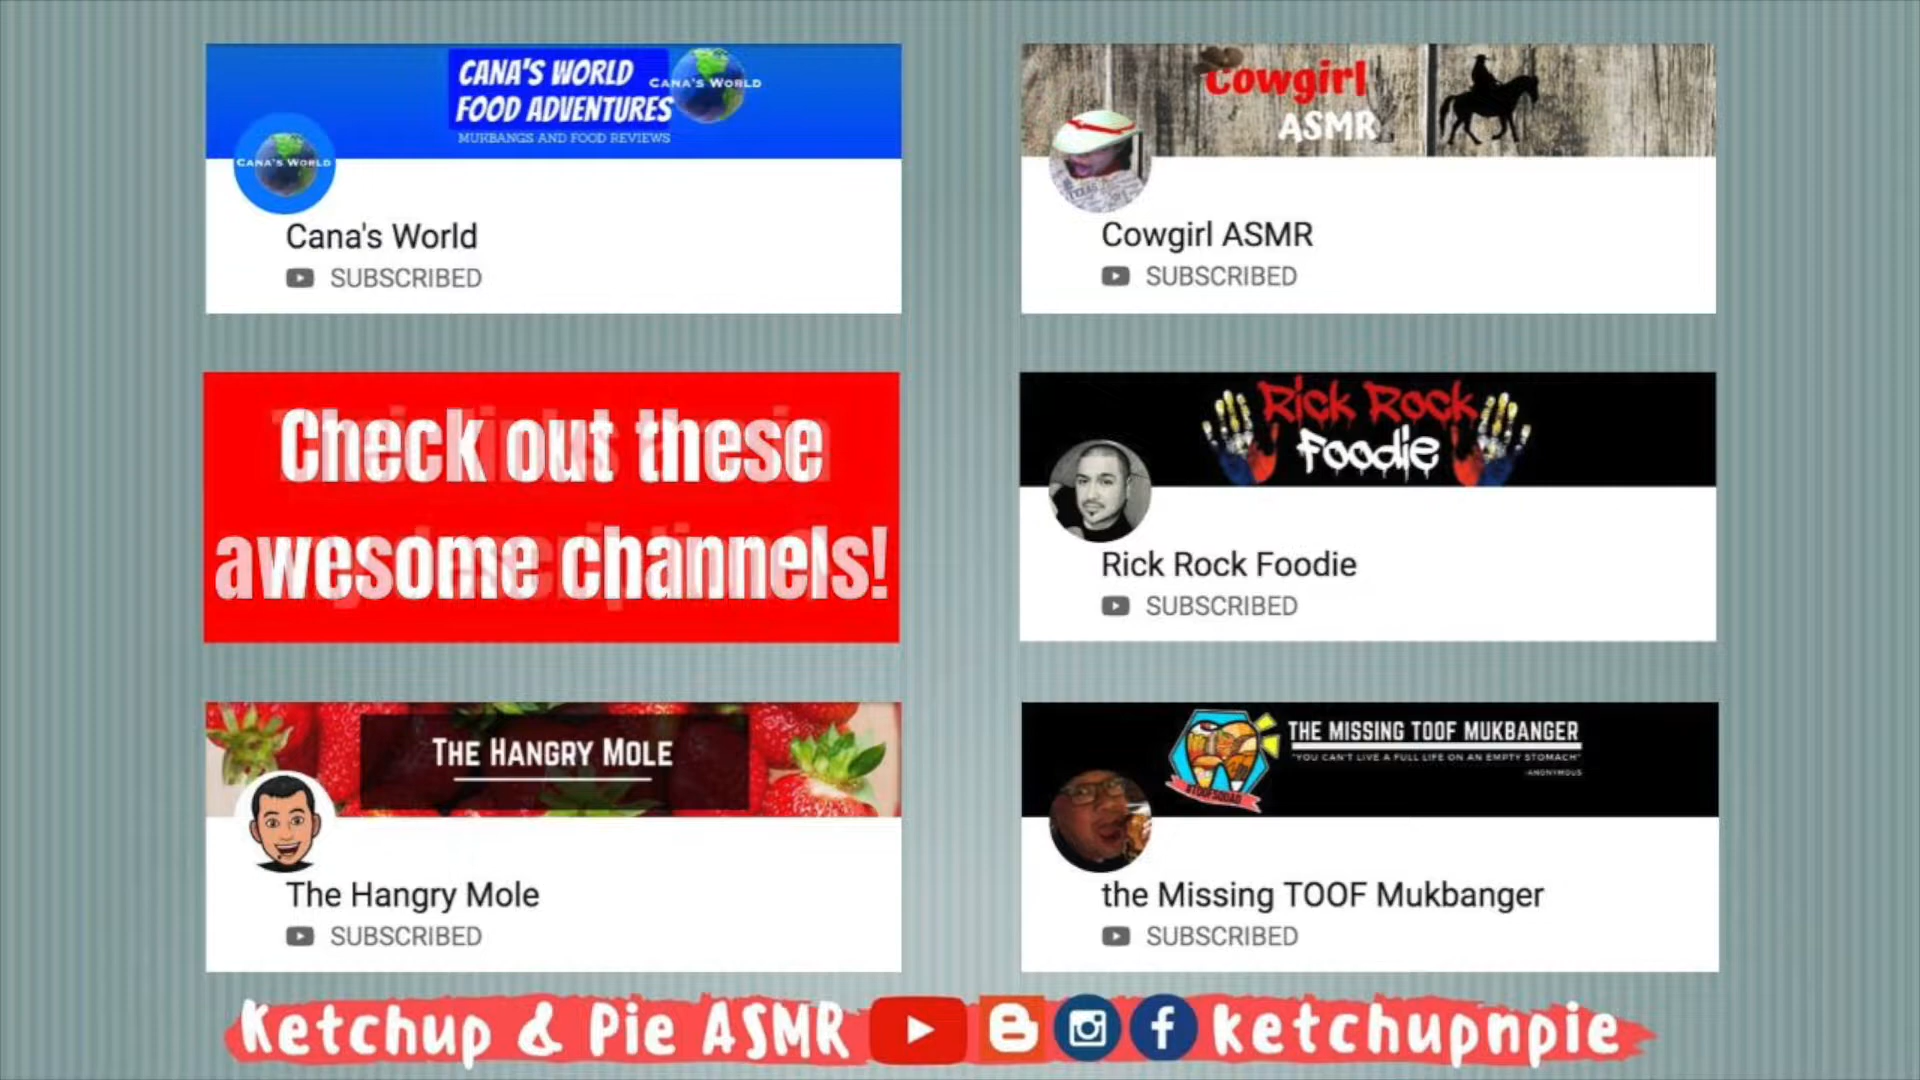 CANA'S WORLD
FOOD ADVENTURES
MUKBANGS AND FOOD REVIEWS
CANA'S WORLD
CANA'S WORLD
Cana's World
SUBSCRIBED
Cowgirl
ASMR
Cowgirl ASMR
SUBSCRIBED
Check out these
awesome channels!
Rick Rock
Foodie
Rick Rock Foodie
SUBSCRIBED
THE HANGRY MOLE
The Hangry Mole
SUBSCRIBED
THE MISSING TOOF MUKBANGER
"YOU CAN'T LIVE A FULL LIFE ON AN EMPTY STOMACH"
-ANONYMOUS
#TOOFSQUAD
the Missing TOOF Mukbanger
SUBSCRIBED
Ketchup & Pie ASMR
ketchupnpie